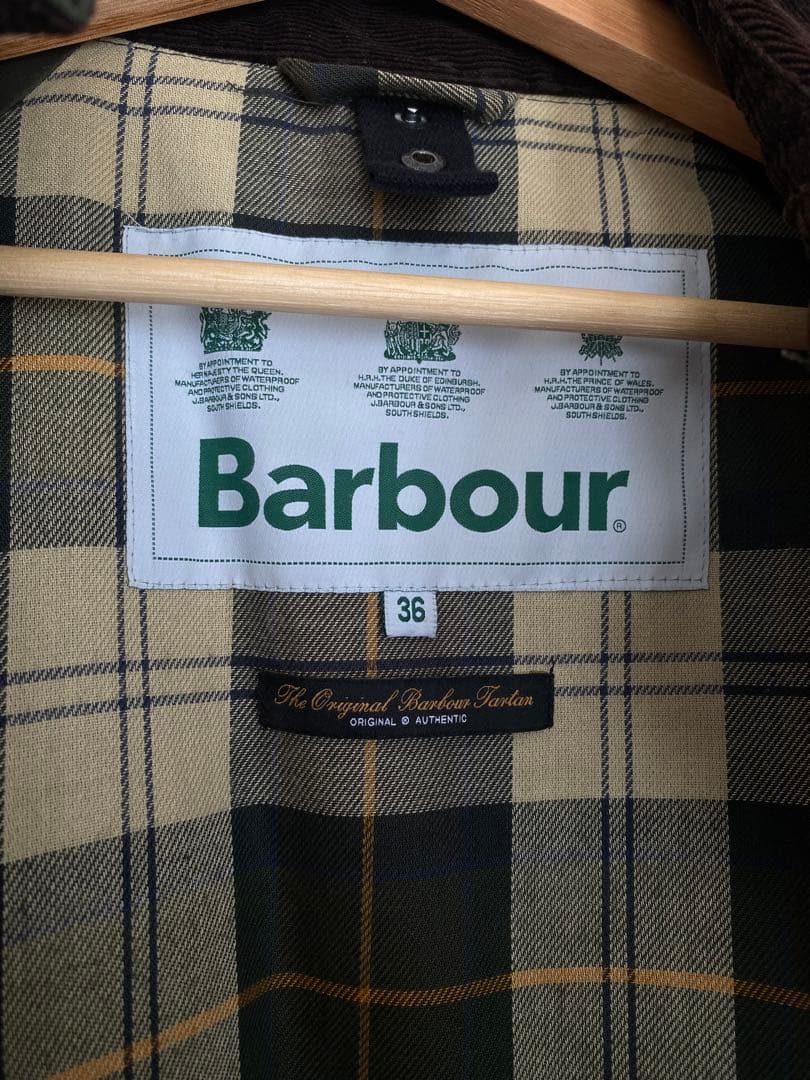 BY APPOINTMENT TO
HER MAJESTY THE QUEEN.
MANUFACTURERS OF WATERPROOF
AND PROTECTIVE CLOTHING
J.BARBOUR & SONS LTD.,
SOUTH SHIELDS.
BY APPOINTMENT TO
H.R.H. THE DUKE OF EDINBURGH.
MANUFACTURERS OF WATERPROOF
AND PROTECTIVE CLOTHING
J.BARBOUR & SONS LTD.,
SOUTH SHIELDS.
BY APPOINTMENT TO
H.R.H. THE PRINCE OF WALES.
MANUFACTURERS OF WATERPROOF
AND PROTECTIVE CLOTHING
J.BARBOUR & SONS LTD.,
SOUTH SHIELDS.
Barbour®
36
The Original Barbour Tartan
ORIGINAL ® AUTHENTIC